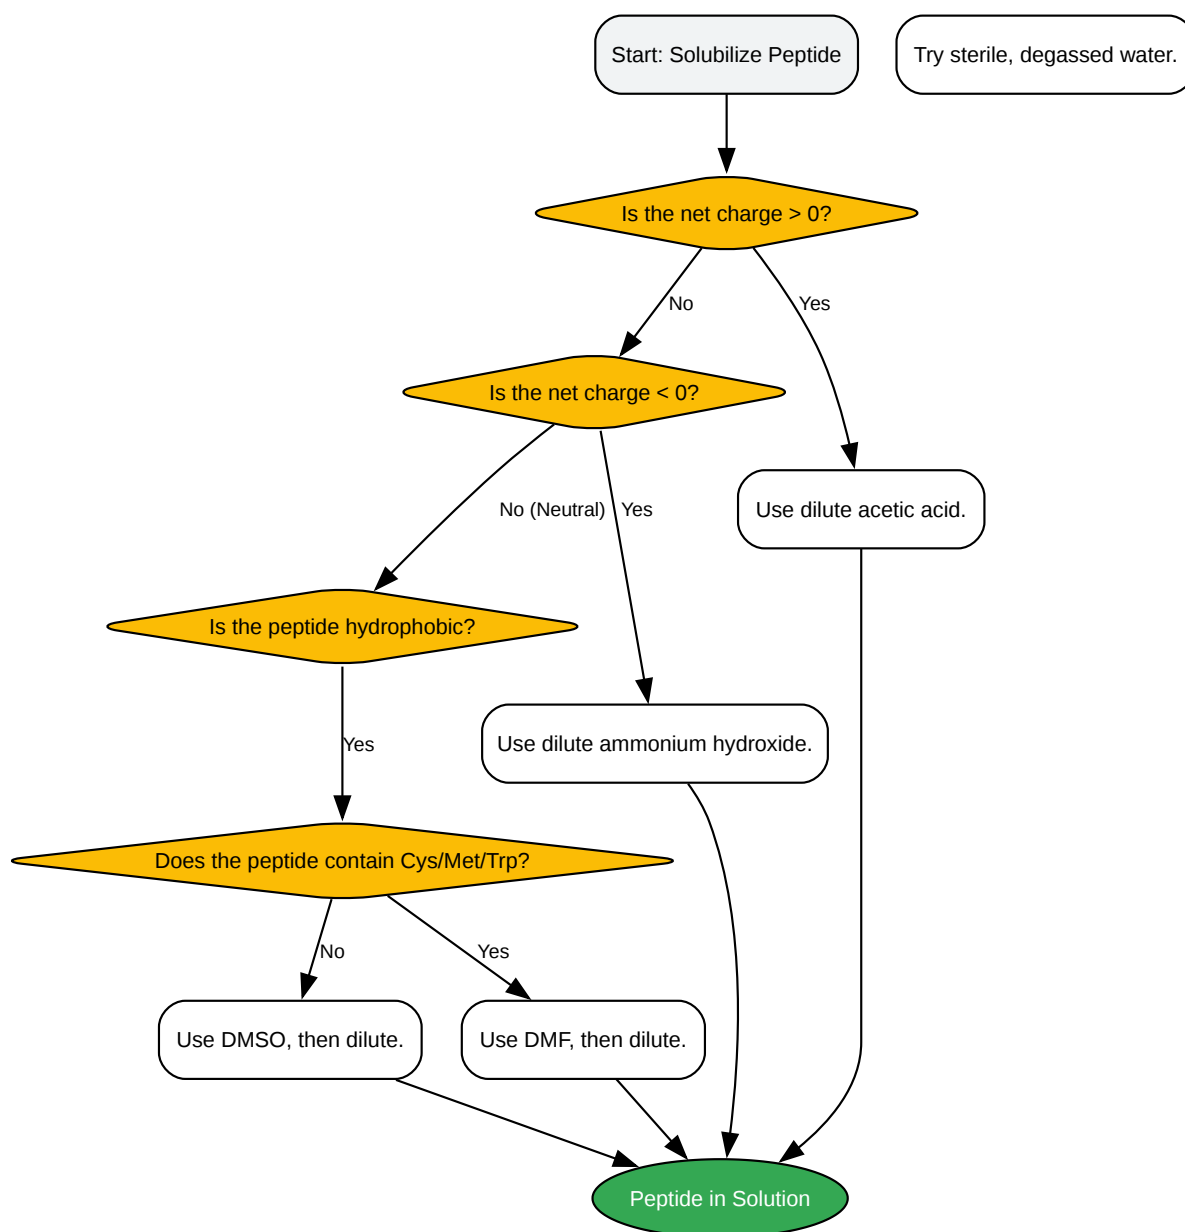 Start: Solubilize Peptide
Try sterile, degassed water.
Is the net charge > 0?
No
Yes
Is the net charge < 0?
No (Neutral)
Yes
Use dilute acetic acid.
Is the peptide hydrophobic?
Use dilute ammonium hydroxide.
Yes
Does the peptide contain Cys/Met/Trp?
No
Yes
Use DMSO, then dilute.
Use DMF, then dilute.
Peptide in Solution